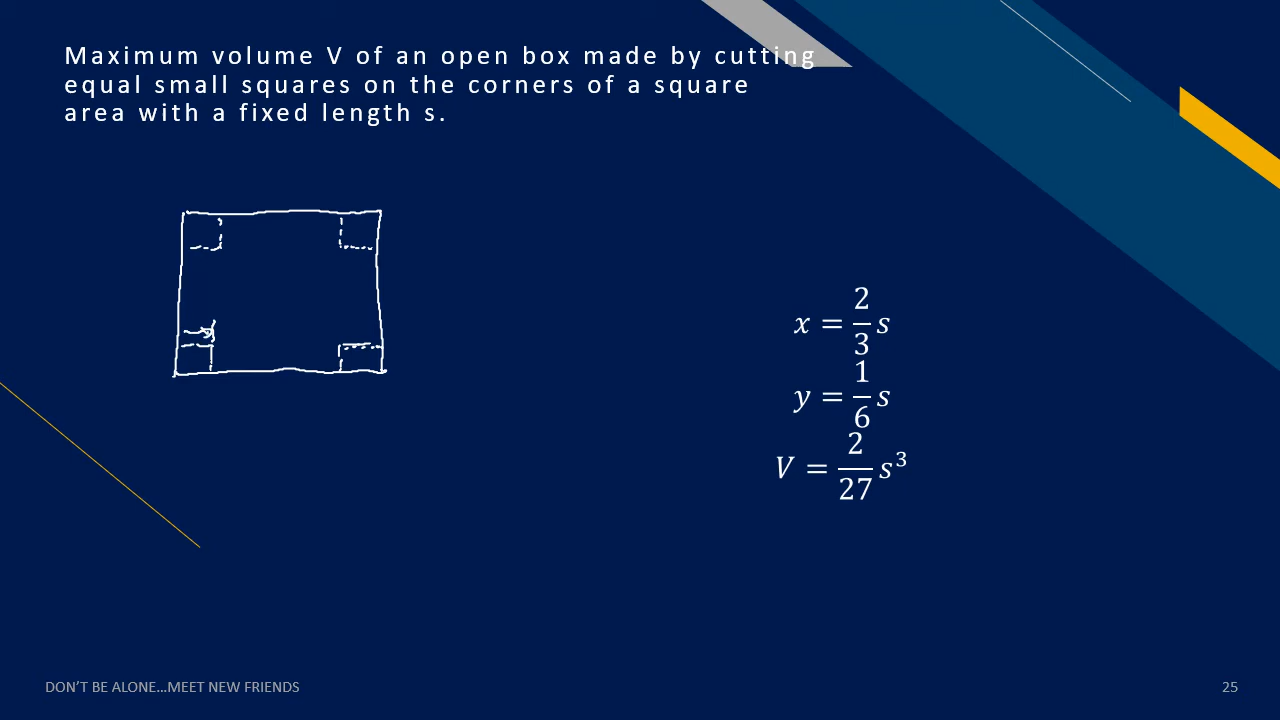 Maximum volume V of an open box made by cutting
equal small squares on the corners of a square
area with a fixed length s.
x = 2/3 s
y = 1/6 s
V = 2/27 s³
DON'T BE ALONE…MEET NEW FRIENDS
25